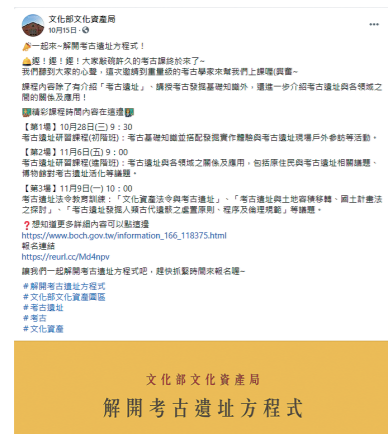 文化部文化資產局
10月15日
一起來~解開考古遺址方程式！
鏗！鏗！鏗！大家敲碗許久的考古課終於來了~
我們聽到大家的心聲，這次邀請到重量級的考古學家來幫我們上課囉(興奮~
課程內容除了有介紹「考古遺址」、講授考古發掘基礎知識外，還進一步介紹考古遺址與各領域之
間的關係及應用！
精彩課程時間內容在這邊
【第1場】10月28日(三) 9：30
考古遺址研習課程(初階班)：考古基礎知識並搭配發掘實作體驗與考古遺址現場戶外參訪等活動。
【第2場】11月6日(五) 9：00
考古遺址研習課程(進階班)：考古遺址與各領域之關係及應用，包括原住民與考古遺址相關議題、
博物館對考古遺址活化等議題。
【第3場】11月9日(一) 10：00
考古遺址法令教育訓練：「文化資產法令與考古遺址」、「考古遺址與土地容積移轉、國土計畫法
之探討」、「考古遺址發掘人類古代遺骸之處置原則、程序及倫理規範」等議題。
❓想知道更多詳細內容可以點這邊
https://www.boch.gov.tw/information_166_118375.html
報名連結
https://reurl.cc/Md4npv
讓我們一起解開考古遺址方程式吧，趕快抓緊時間來報名喔~
#解開考古遺址方程式
#文化部文化資產園區
#考古遺址
#考古
#文化資產
文化部文化資產局
解開考古遺址方程式